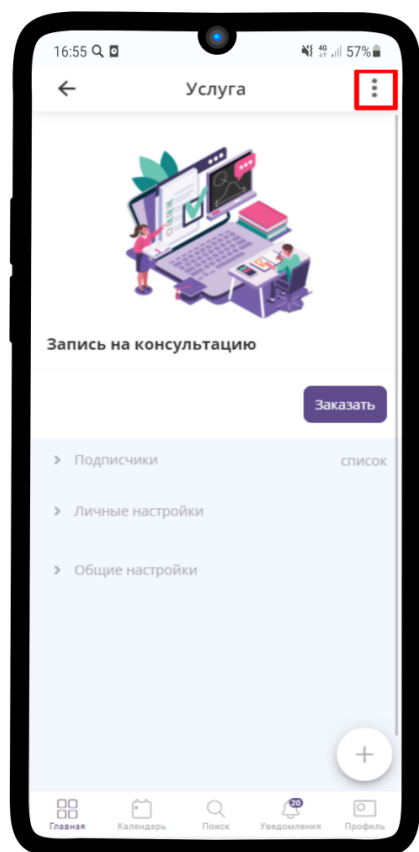 16:55 4G 57%
Услуга
Запись на консультацию
Заказать
Подписчики список
Личные настройки
Общие настройки
+
20
Главная Календарь Поиск Уведомления Профиль